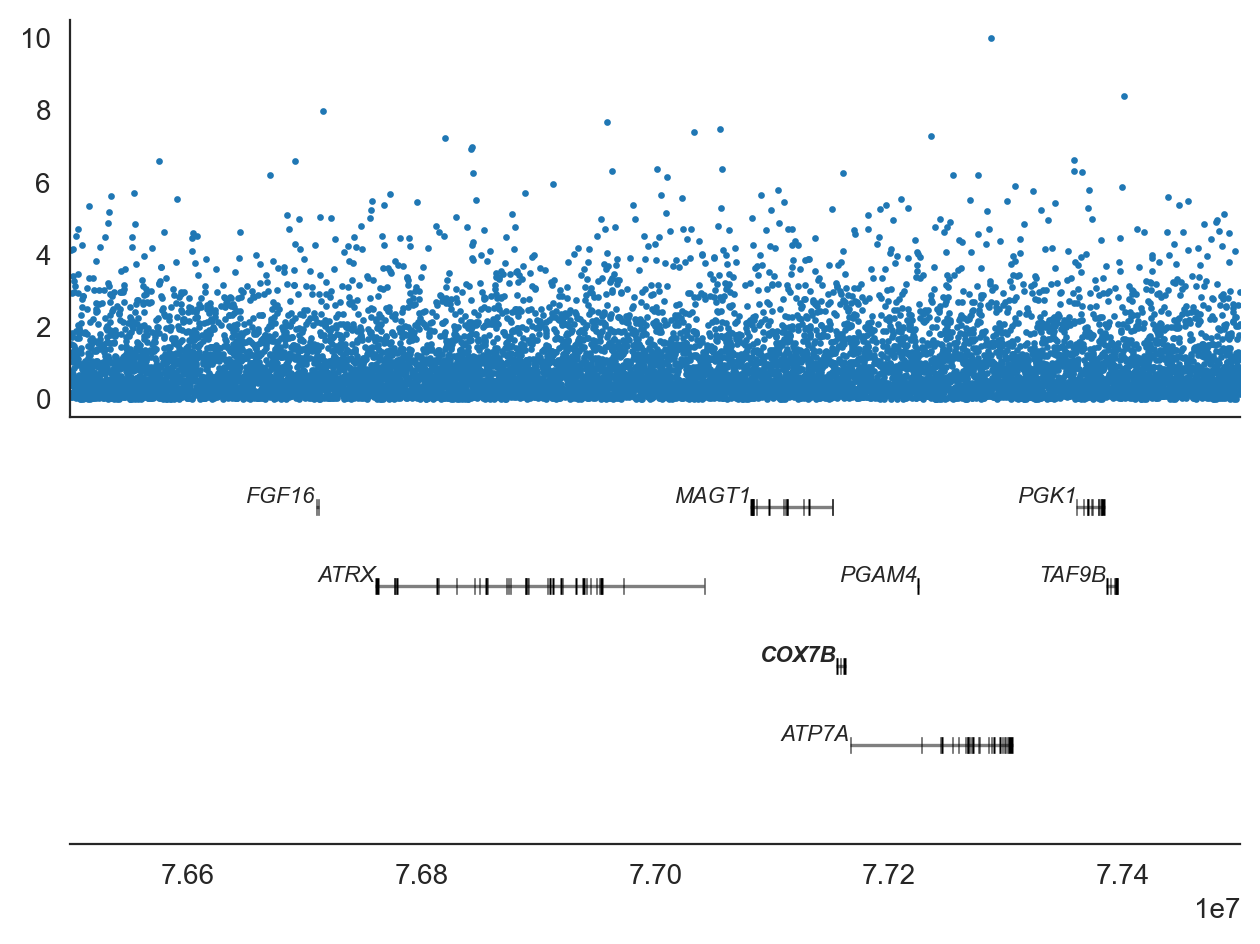 10
8
6
4
2
0
FGF16
MAGT1
PGK1
ATRX
PGAM4
TAF9B
COX7B
ATP7A
7.66
7.68
7.70
7.72
7.74
1e7